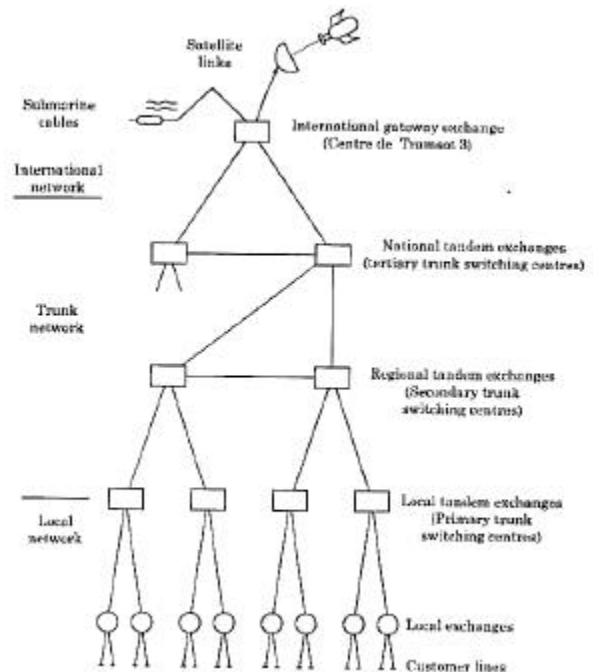 Satellite
links
Submarine
cables
International gateway exchange
(Centre de Transact 3)
International
network
National tandem exchanges
(tertiary trunk switching centres)
Trunk
network
Regional tandem exchanges
(Secondary trunk
switching centres)
Local tandem exchanges
(Primary trunk
switching centres)
Local
network
Local exchanges
Customer lines